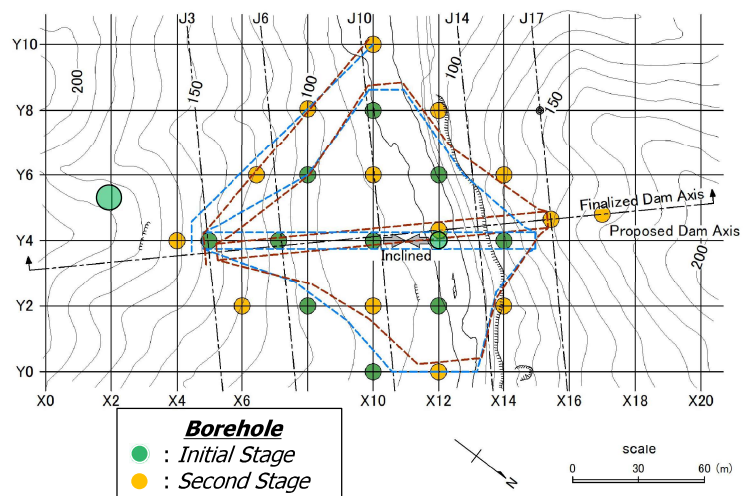 J3 J6 J10 J14 J17
Y10
200
150
100
100
150
Y8
Y6
Finalized Dam Axis
Proposed Dam Axis
Y4
Inclined
200
Y2
Y0
X0 X2 X4 X6 X8 X10 X12 X14 X16 X18 X20
Borehole
: Initial Stage
: Second Stage
N
scale
0 30 60 (m)